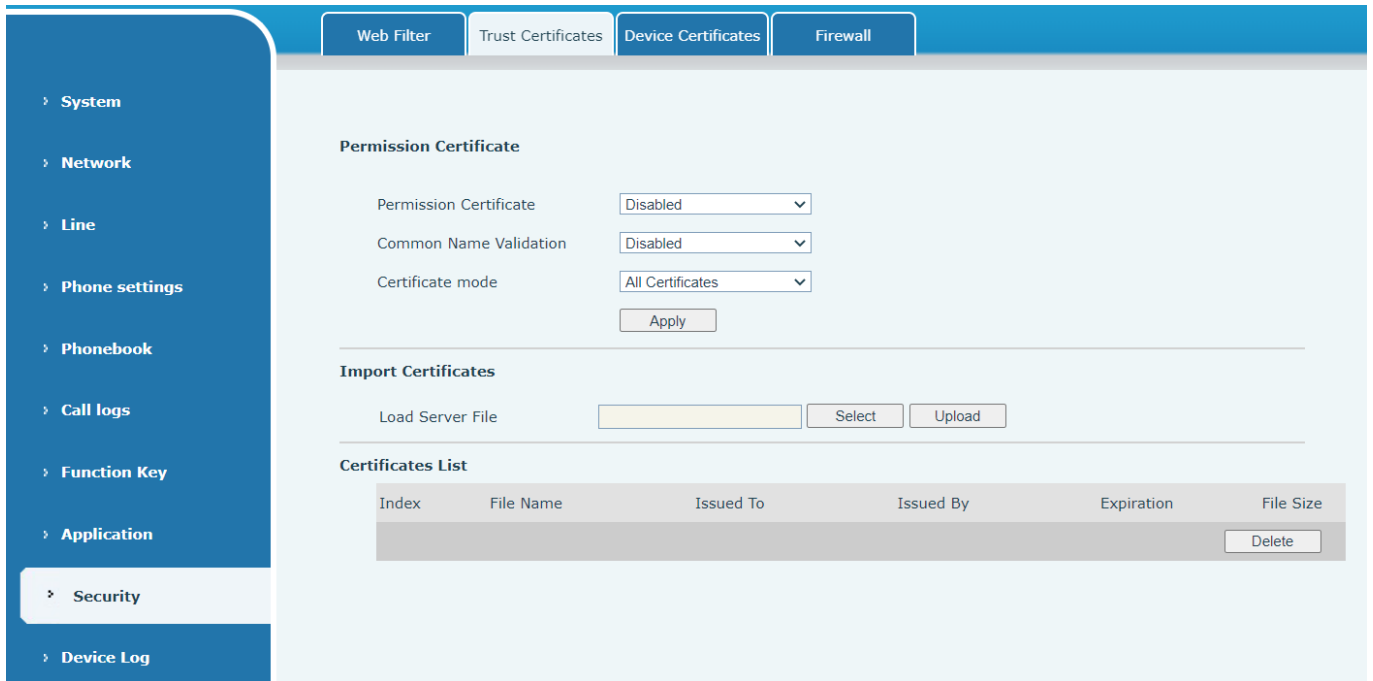 Web Filter Trust Certificates Device Certificates Firewall
System
Network
Line
Phone settings
Phonebook
Call logs
Function Key
Application
Security
Device Log
Permission Certificate
Permission Certificate Disabled
Common Name Validation Disabled
Certificate mode All Certificates
Apply
Import Certificates
Load Server File Select Upload
Certificates List
Index File Name Issued To Issued By Expiration File Size
Delete